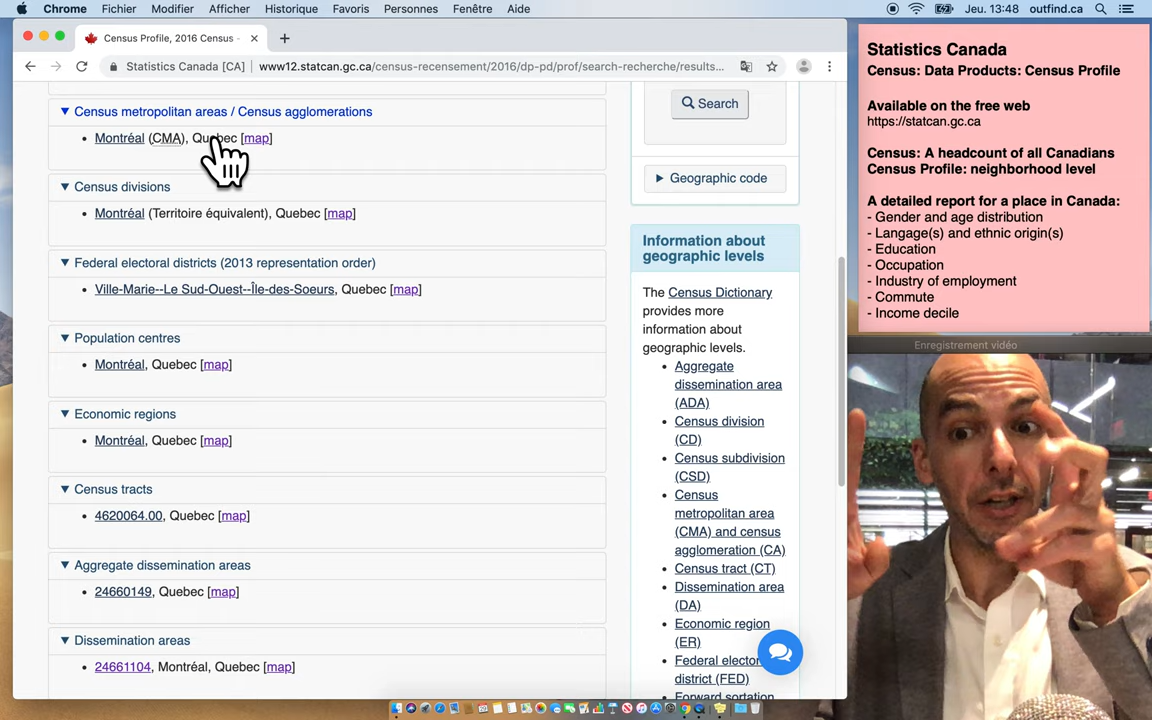 Chrome Fichier Modifier Afficher Historique Favoris Personnes Fenêtre Aide Jeu. 13:48 outfind.ca
Census Profile, 2016 Census -
Statistics Canada [CA] www12.statcan.gc.ca/census-recensement/2016/dp-pd/prof/search-recherche/results...
Census metropolitan areas / Census agglomerations
Montréal (CMA), Quebec [map]
Census divisions
Montréal (Territoire équivalent), Quebec [map]
Federal electoral districts (2013 representation order)
Ville-Marie--Le Sud-Ouest--Île-des-Soeurs, Quebec [map]
Population centres
Montréal, Quebec [map]
Economic regions
Montréal, Quebec [map]
Census tracts
4620064.00, Quebec [map]
Aggregate dissemination areas
24660149, Quebec [map]
Dissemination areas
24661104, Montréal, Quebec [map]
Search
Geographic code
Information about
geographic levels
The Census Dictionary
provides more
information about
geographic levels.
Aggregate
dissemination area
(ADA)
Census division
(CD)
Census subdivision
(CSD)
Census
metropolitan area
(CMA) and census
agglomeration (CA)
Census tract (CT)
Dissemination area
(DA)
Economic region
(ER)
Federal
district (FED)
Forward sortation
Statistics Canada
Census: Data Products: Census Profile
Available on the free web
https://statcan.gc.ca
Census: A headcount of all Canadians
Census Profile: neighborhood level
A detailed report for a place in Canada:
- Gender and age distribution
- Langage(s) and ethnic origin(s)
- Education
- Occupation
- Industry of employment
- Commute
- Income decile
Enregistrement vidéo